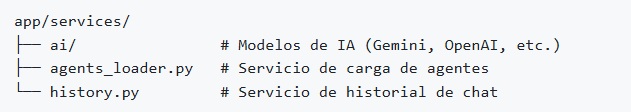 app/services/
├── ai/               # Modelos de IA (Gemini, OpenAI, etc.)
├── agents_loader.py  # Servicio de carga de agentes
└── history.py        # Servicio de historial de chat